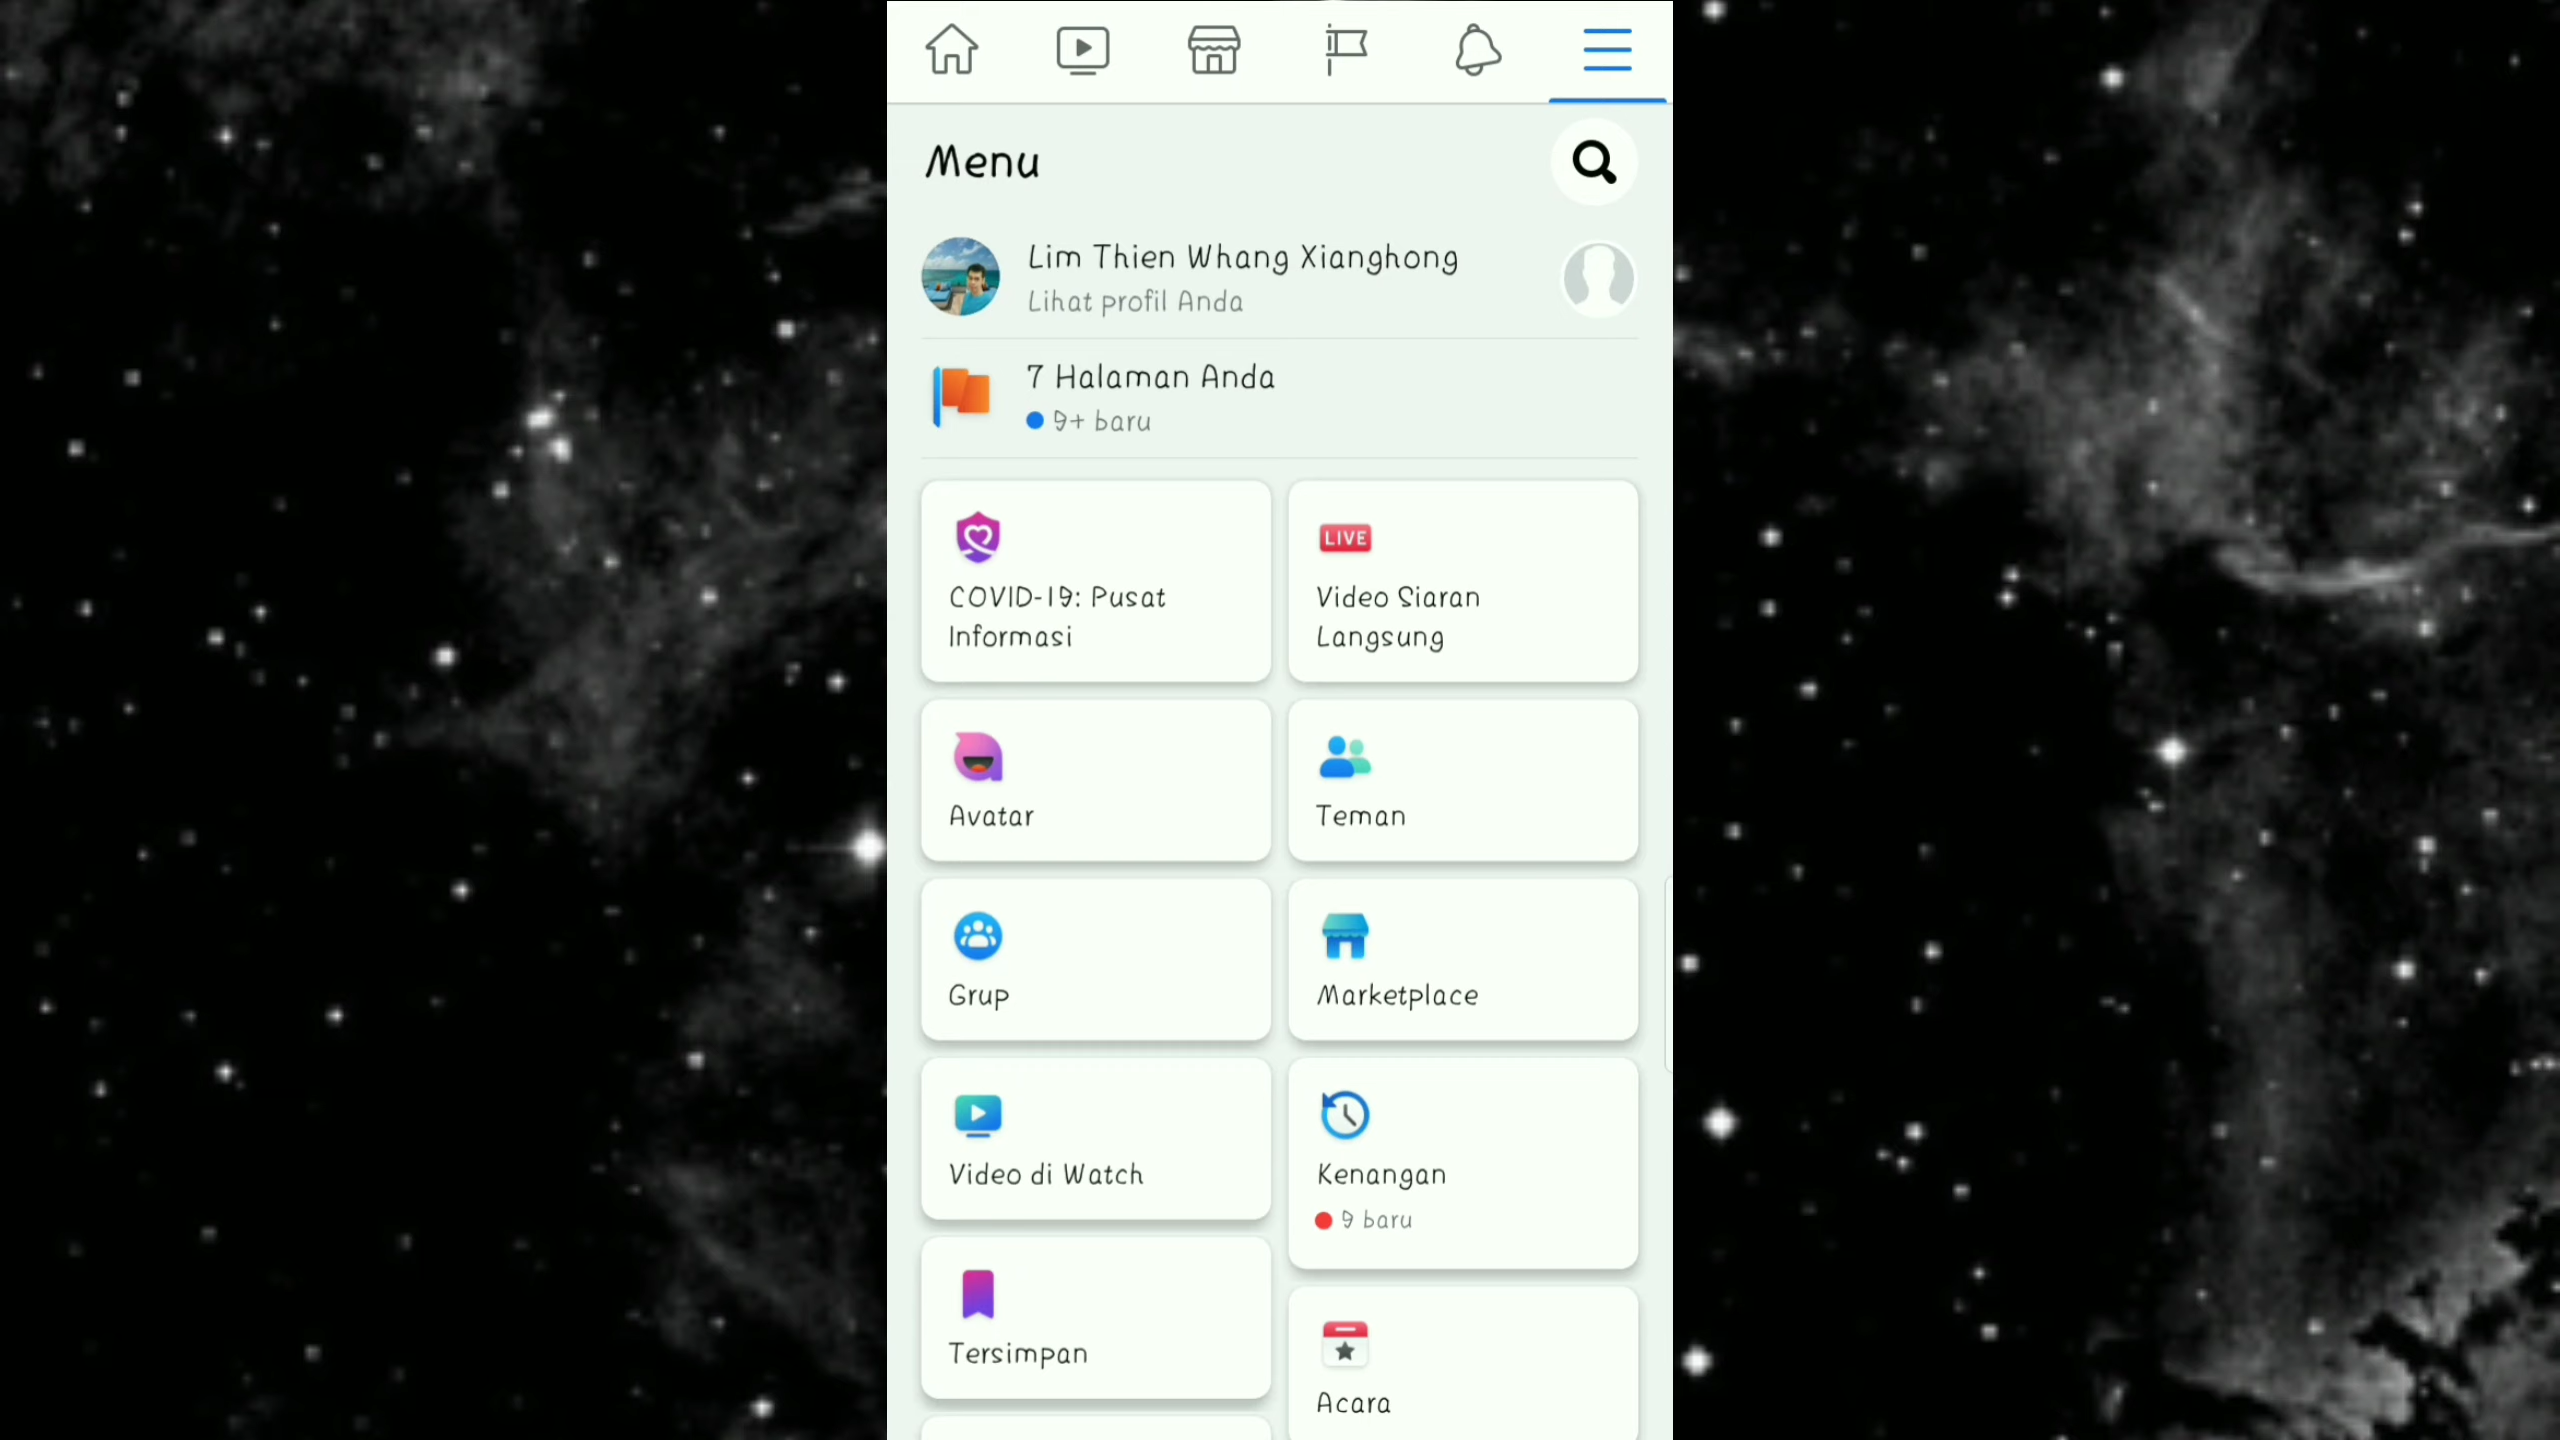 Menu
Lim Thien Whang Xianghong
Lihat profil Anda
7 Halaman Anda
9+ baru
COVID-19: Pusat
Informasi
LIVE
Video Siaran
Langsung
Avatar
Teman
Grup
Marketplace
Video di Watch
Kenangan
9 baru
Tersimpan
Acara